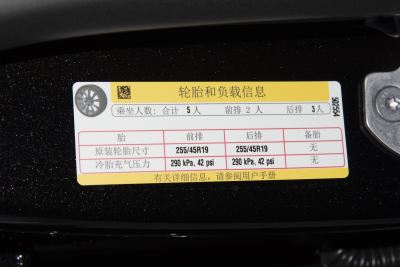 轮胎和负载信息
乘坐人数: 合计 5 人 前排 2 人 后排 3人
胎 前排 后排 备胎
原装轮胎尺寸 255/45R19 255/45R19 无
冷胎充气压力 290 kPa, 42 psi 290 kPa, 42 psi 无
有关详细信息，请参阅用户手册